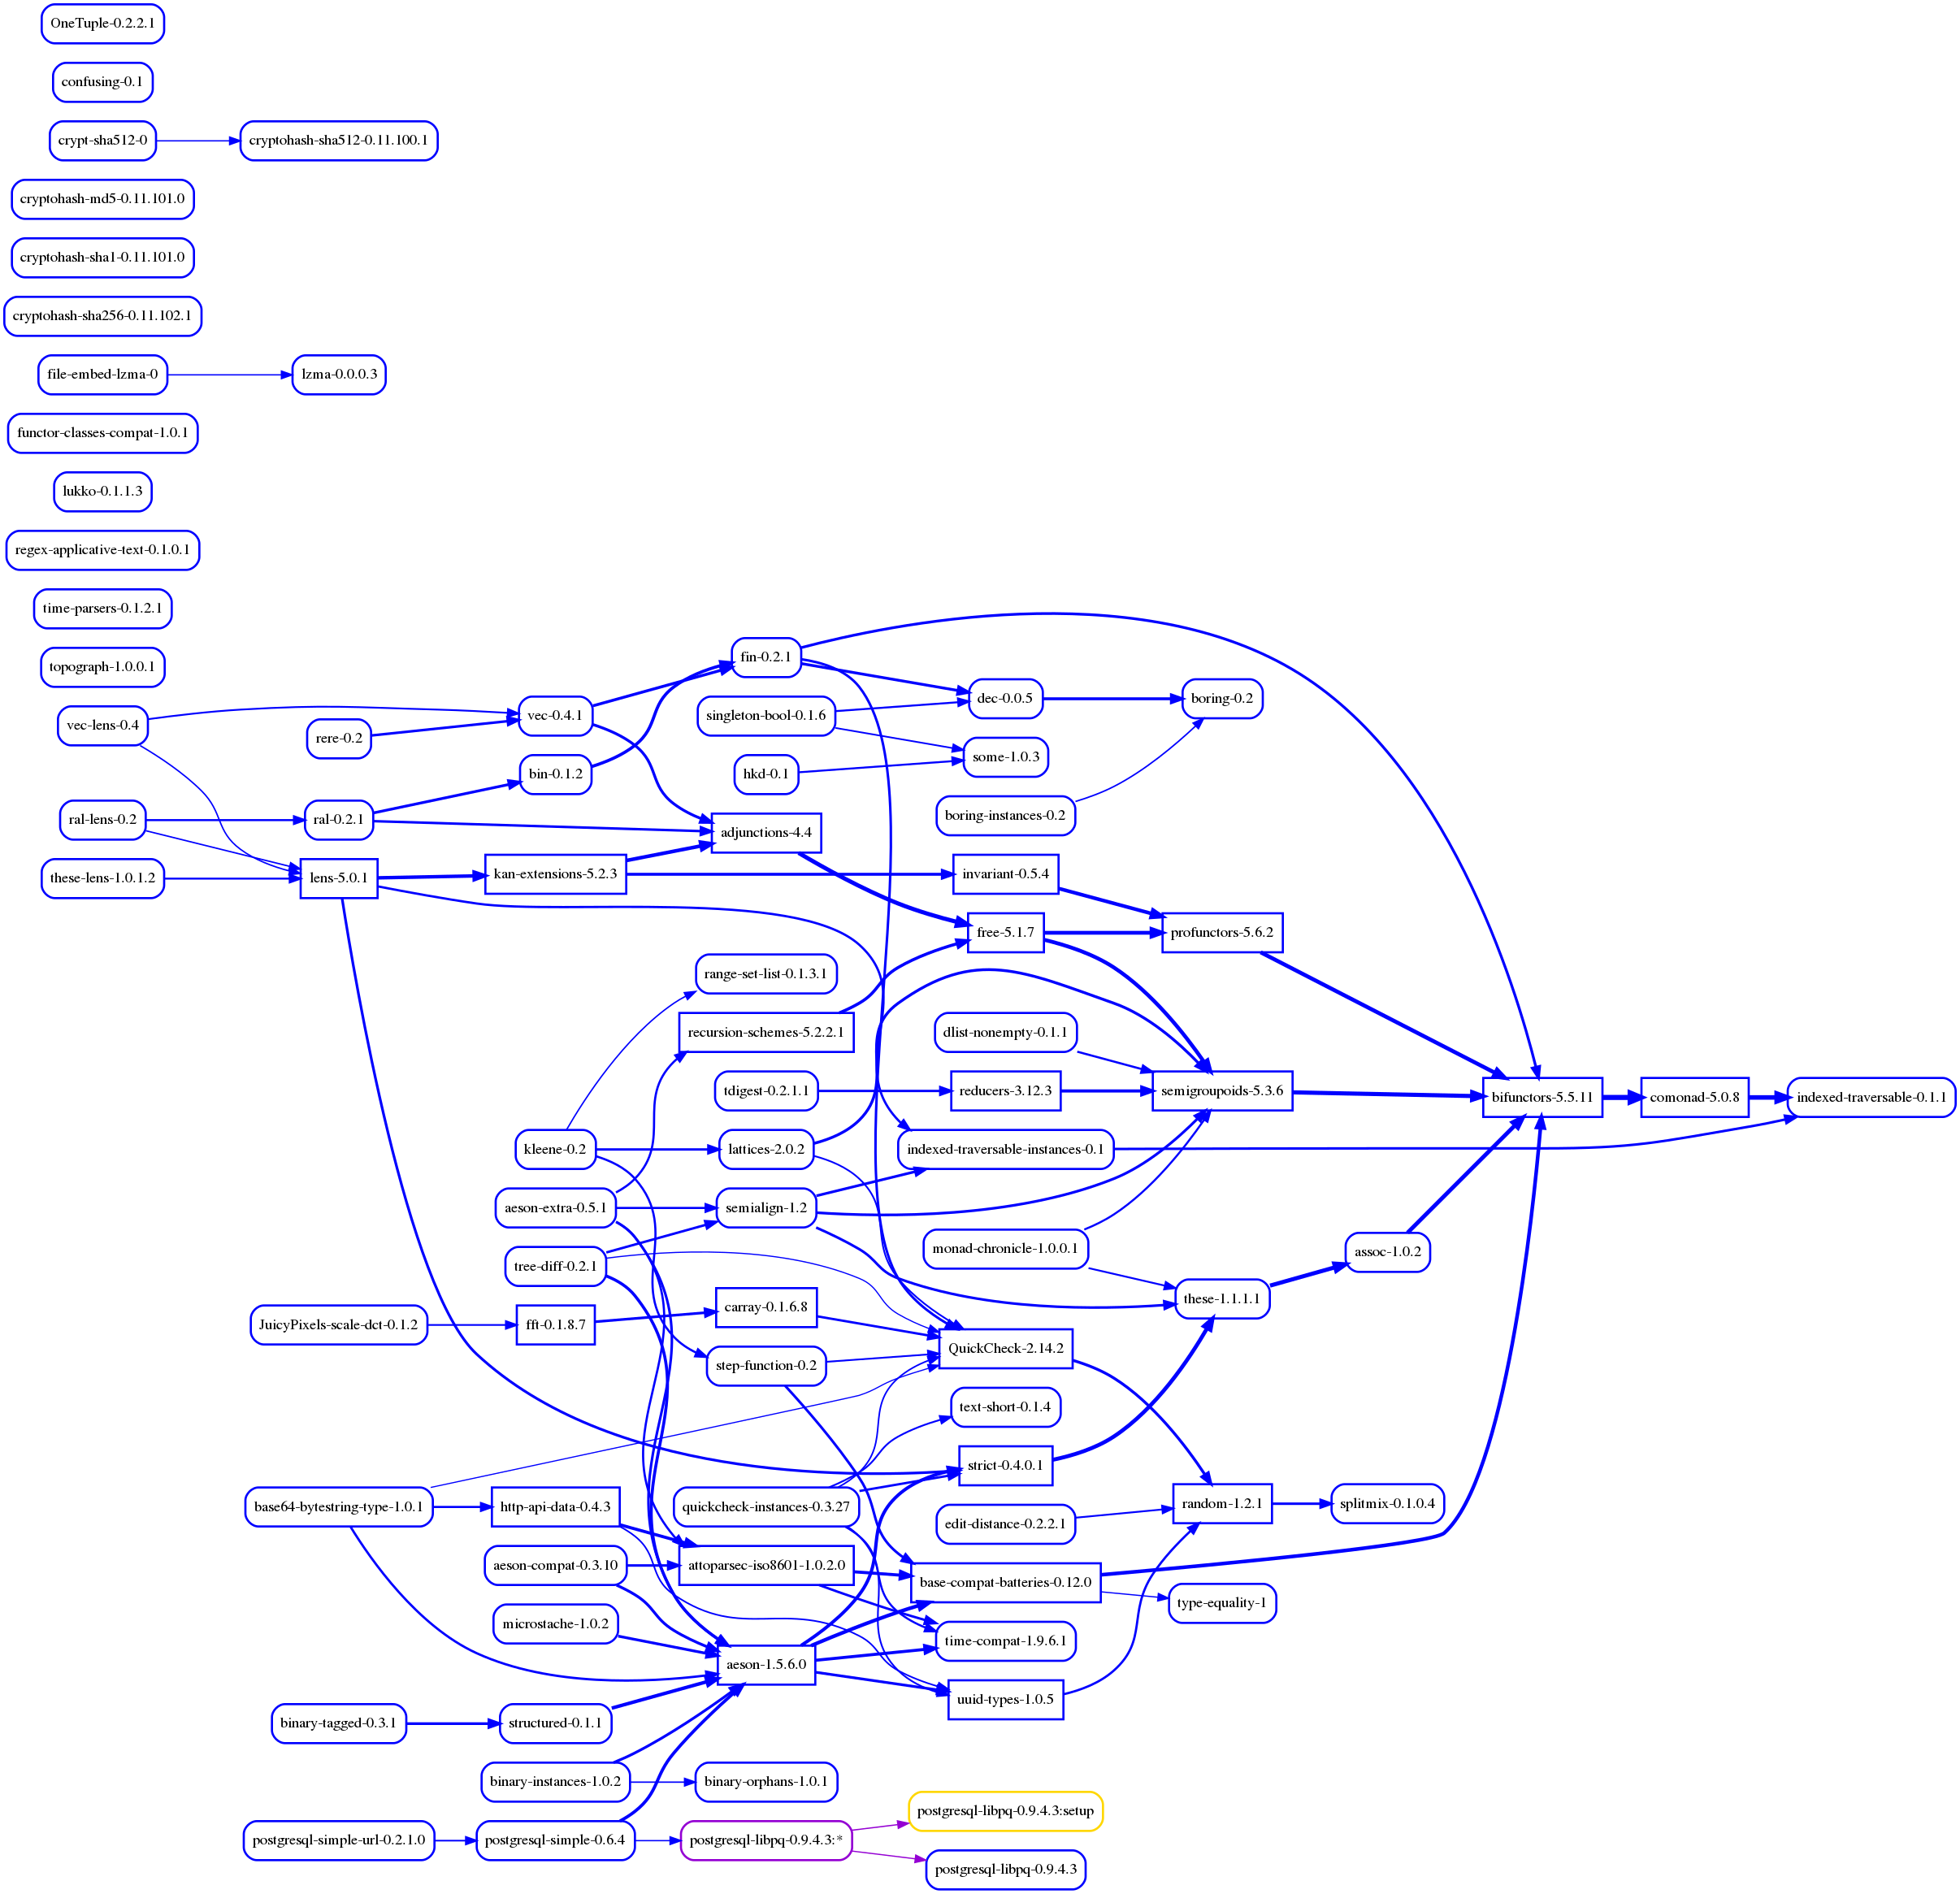 OneTuple-0.2.2.1
confusing-0.1
crypt-sha512-0
cryptohash-sha512-0.11.100.1
cryptohash-md5-0.11.101.0
cryptohash-sha1-0.11.101.0
cryptohash-sha256-0.11.102.1
file-embed-lzma-0
lzma-0.0.0.3
functor-classes-compat-1.0.1
lukko-0.1.1.3
regex-applicative-text-0.1.0.1
time-parsers-0.1.2.1
topograph-1.0.0.1
fin-0.2.1
vec-lens-0.4
rere-0.2
vec-0.4.1
singleton-bool-0.1.6
dec-0.0.5
boring-0.2
bin-0.1.2
hkd-0.1
some-1.0.3
ral-lens-0.2
ral-0.2.1
adjunctions-4.4
boring-instances-0.2
these-lens-1.0.1.2
lens-5.0.1
kan-extensions-5.2.3
invariant-0.5.4
free-5.1.7
profunctors-5.6.2
range-set-list-0.1.3.1
recursion-schemes-5.2.2.1
dlist-nonempty-0.1.1
tdigest-0.2.1.1
reducers-3.12.3
semigroupoids-5.3.6
bifunctors-5.5.11
comonad-5.0.8
indexed-traversable-0.1.1
kleene-0.2
lattices-2.0.2
indexed-traversable-instances-0.1
aeson-extra-0.5.1
semialign-1.2
monad-chronicle-1.0.0.1
assoc-1.0.2
tree-diff-0.2.1
these-1.1.1.1
JuicyPixels-scale-dct-0.1.2
fft-0.1.8.7
carray-0.1.6.8
QuickCheck-2.14.2
step-function-0.2
text-short-0.1.4
strict-0.4.0.1
base64-bytestring-type-1.0.1
http-api-data-0.4.3
quickcheck-instances-0.3.27
edit-distance-0.2.2.1
random-1.2.1
splitmix-0.1.0.4
aeson-compat-0.3.10
attoparsec-iso8601-1.0.2.0
base-compat-batteries-0.12.0
type-equality-1
microstache-1.0.2
time-compat-1.9.6.1
aeson-1.5.6.0
uuid-types-1.0.5
binary-tagged-0.3.1
structured-0.1.1
binary-instances-1.0.2
binary-orphans-1.0.1
postgresql-libpq-0.9.4.3:setup
postgresql-simple-url-0.2.1.0
postgresql-simple-0.6.4
postgresql-libpq-0.9.4.3:*
postgresql-libpq-0.9.4.3